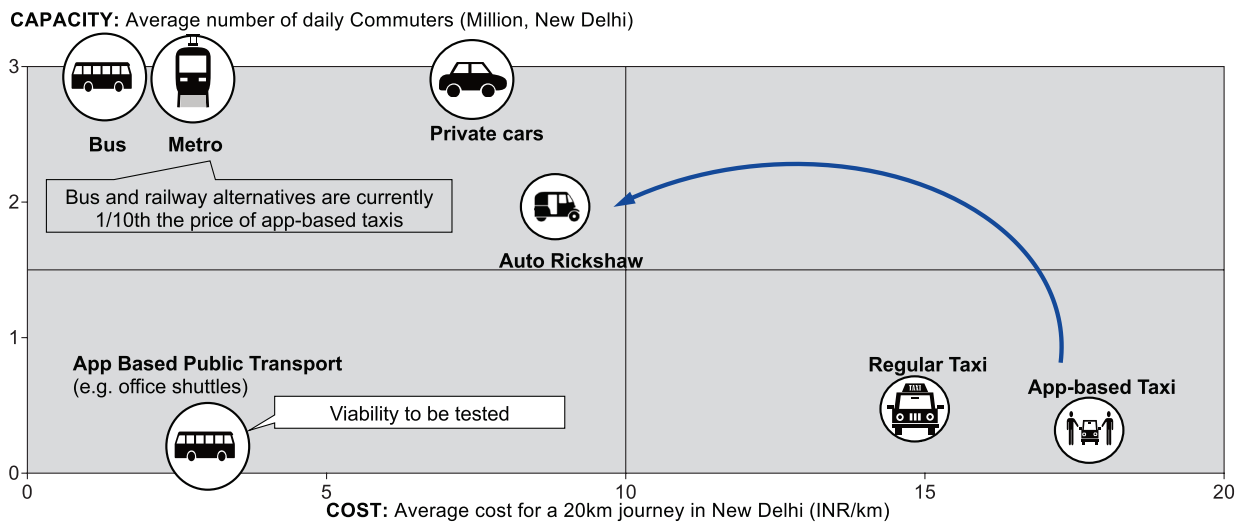 CAPACITY: Average number of daily Commuters (Million, New Delhi)
3
Bus
Metro
Private cars
Bus and railway alternatives are currently
1/10th the price of app-based taxis
2
Auto Rickshaw
1
App Based Public Transport
(e.g. office shuttles)
Viability to be tested
Regular Taxi
TAXI
App-based Taxi
0
0
5
10
15
20
COST: Average cost for a 20km journey in New Delhi (INR/km)